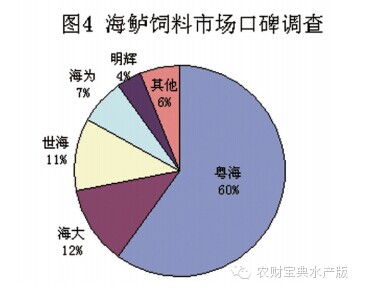 图4 海鲈饲料市场口碑调查
明辉
4%
其他
6%
海为
7%
世海
11%
粤海
60%
海大
12%
农财宝典水产版